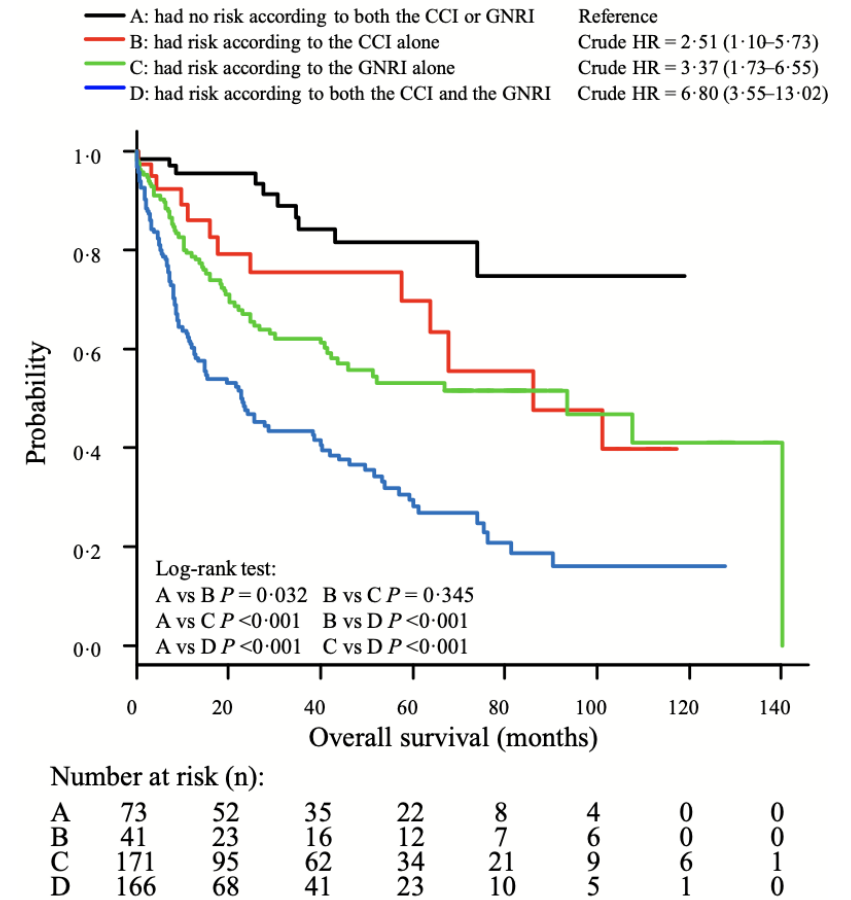 A: had no risk according to both the CCI or GNRI Reference
B: had risk according to the CCI alone Crude HR = 2·51 (1·10–5·73)
C: had risk according to the GNRI alone Crude HR = 3·37 (1·73–6·55)
D: had risk according to both the CCI and the GNRI Crude HR = 6·80 (3·55–13·02)
1·0
0·8
0·6
0·4
0·2
0·0
Probability
Log-rank test:
A vs B P = 0·032 B vs C P = 0·345
A vs C P <0·001 B vs D P <0·001
A vs D P <0·001 C vs D P <0·001
0 20 40 60 80 100 120 140
Overall survival (months)
Number at risk (n):
A 73 52 35 22 8 4 0 0
B 41 23 16 12 7 6 0 0
C 171 95 62 34 21 9 6 1
D 166 68 41 23 10 5 1 0